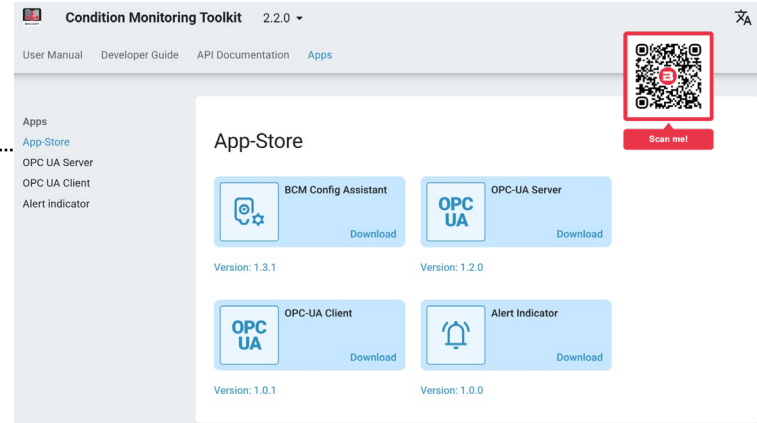 Condition Monitoring Toolkit 2.2.0
User Manual Developer Guide API Documentation Apps
Scan me!
Apps
App-Store
OPC UA Server
OPC UA Client
Alert indicator
App-Store
BCM Config Assistant
Download
Version: 1.3.1
OPC UA
OPC-UA Server
Download
Version: 1.2.0
OPC UA
OPC-UA Client
Download
Version: 1.0.1
Alert Indicator
Download
Version: 1.0.0